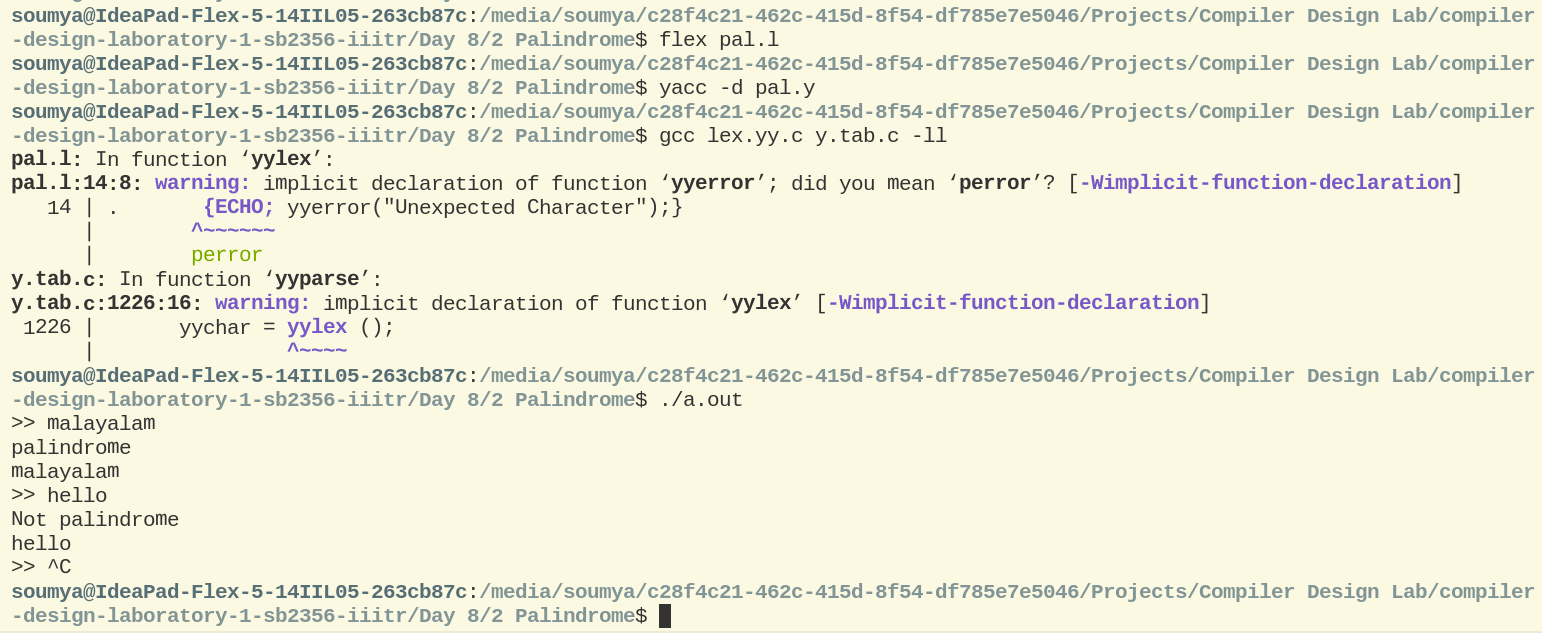 soumya@IdeaPad-Flex-5-14IIL05-263cb87c:/media/soumya/c28f4c21-462c-415d-8f54-df785e7e5046/Projects/Compiler Design Lab/compiler
-design-laboratory-1-sb2356-iiitr/Day 8/2 Palindrome$ flex pal.l
soumya@IdeaPad-Flex-5-14IIL05-263cb87c:/media/soumya/c28f4c21-462c-415d-8f54-df785e7e5046/Projects/Compiler Design Lab/compiler
-design-laboratory-1-sb2356-iiitr/Day 8/2 Palindrome$ yacc -d pal.y
soumya@IdeaPad-Flex-5-14IIL05-263cb87c:/media/soumya/c28f4c21-462c-415d-8f54-df785e7e5046/Projects/Compiler Design Lab/compiler
-design-laboratory-1-sb2356-iiitr/Day 8/2 Palindrome$ gcc lex.yy.c y.tab.c -ll
pal.l: In function ‘yylex’:
pal.l:14:8: warning: implicit declaration of function ‘yyerror’; did you mean ‘perror’? [-Wimplicit-function-declaration]
   14 | .       {ECHO; yyerror("Unexpected Character");}
      |        ^~~~~~~
      |        perror
y.tab.c: In function ‘yyparse’:
y.tab.c:1226:16: warning: implicit declaration of function ‘yylex’ [-Wimplicit-function-declaration]
 1226 |       yychar = yylex ();
      |                ^~~~~
soumya@IdeaPad-Flex-5-14IIL05-263cb87c:/media/soumya/c28f4c21-462c-415d-8f54-df785e7e5046/Projects/Compiler Design Lab/compiler
-design-laboratory-1-sb2356-iiitr/Day 8/2 Palindrome$ ./a.out
>> malayalam
palindrome
malayalam
>> hello
Not palindrome
hello
>> ^C
soumya@IdeaPad-Flex-5-14IIL05-263cb87c:/media/soumya/c28f4c21-462c-415d-8f54-df785e7e5046/Projects/Compiler Design Lab/compiler
-design-laboratory-1-sb2356-iiitr/Day 8/2 Palindrome$